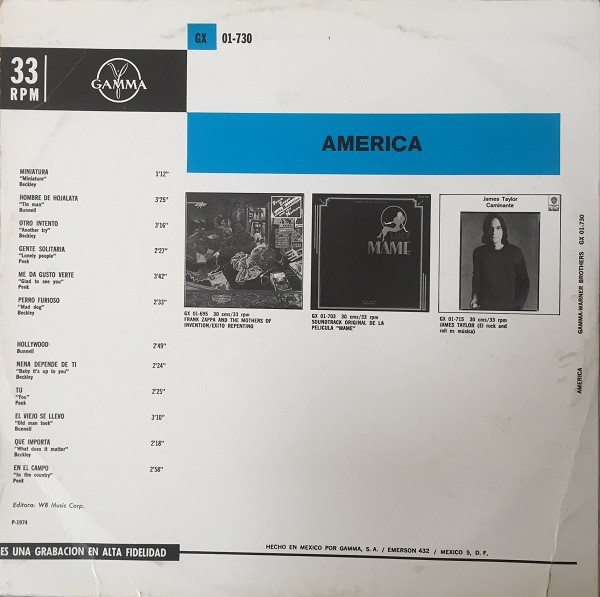 GX 01-730
33
RPM
GAMMA
AMERICA
MINIATURA 1'12"
"Miniature"
Beckley
HOMBRE DE HOJALATA 3'25"
"Tin man"
Bunnell
OTRO INTENTO 3'16"
"Another try"
Beckley
GENTE SOLITARIA 2'27"
"Lonely people"
Peek
ME DA GUSTO VERTE 3'42"
"Glad to see you"
Peek
PERRO FURIOSO 2'33"
"Mad dog"
Beckley
HOLLYWOOD 2'49"
Bunnell
NENA DEPENDE DE TI 2'24"
"Baby it's up to you"
Beckley
TU 2'25"
"You"
Peek
EL VIEJO SE LLEVO 3'10"
"Old man took"
Bunnell
QUE IMPORTA 2'18"
"What does it matter"
Beckley
EN EL CAMPO 2'58"
"In the country"
Peek
Editora: WB Music Corp.
P-1974
GX 01-695 30 cms/33 rpm
FRANK ZAPPA AND THE MOTHERS OF
INVENTION/EXITO REPENTINO
MAME
GX 01-703 30 cms/33 rpm
SOUNDTRACK ORIGINAL DE LA
PELICULA "MAME"
James Taylor
Caminante
GX 01-715 30 cms/33 rpm
JAMES TAYLOR (El rock and
roll es música)
AMERICA GAMMA-WARNER BROTHERS GX 01.730
ES UNA GRABACION EN ALTA FIDELIDAD
HECHO EN MEXICO POR GAMMA, S.A. / EMERSON 432 / MEXICO 5, D.F.